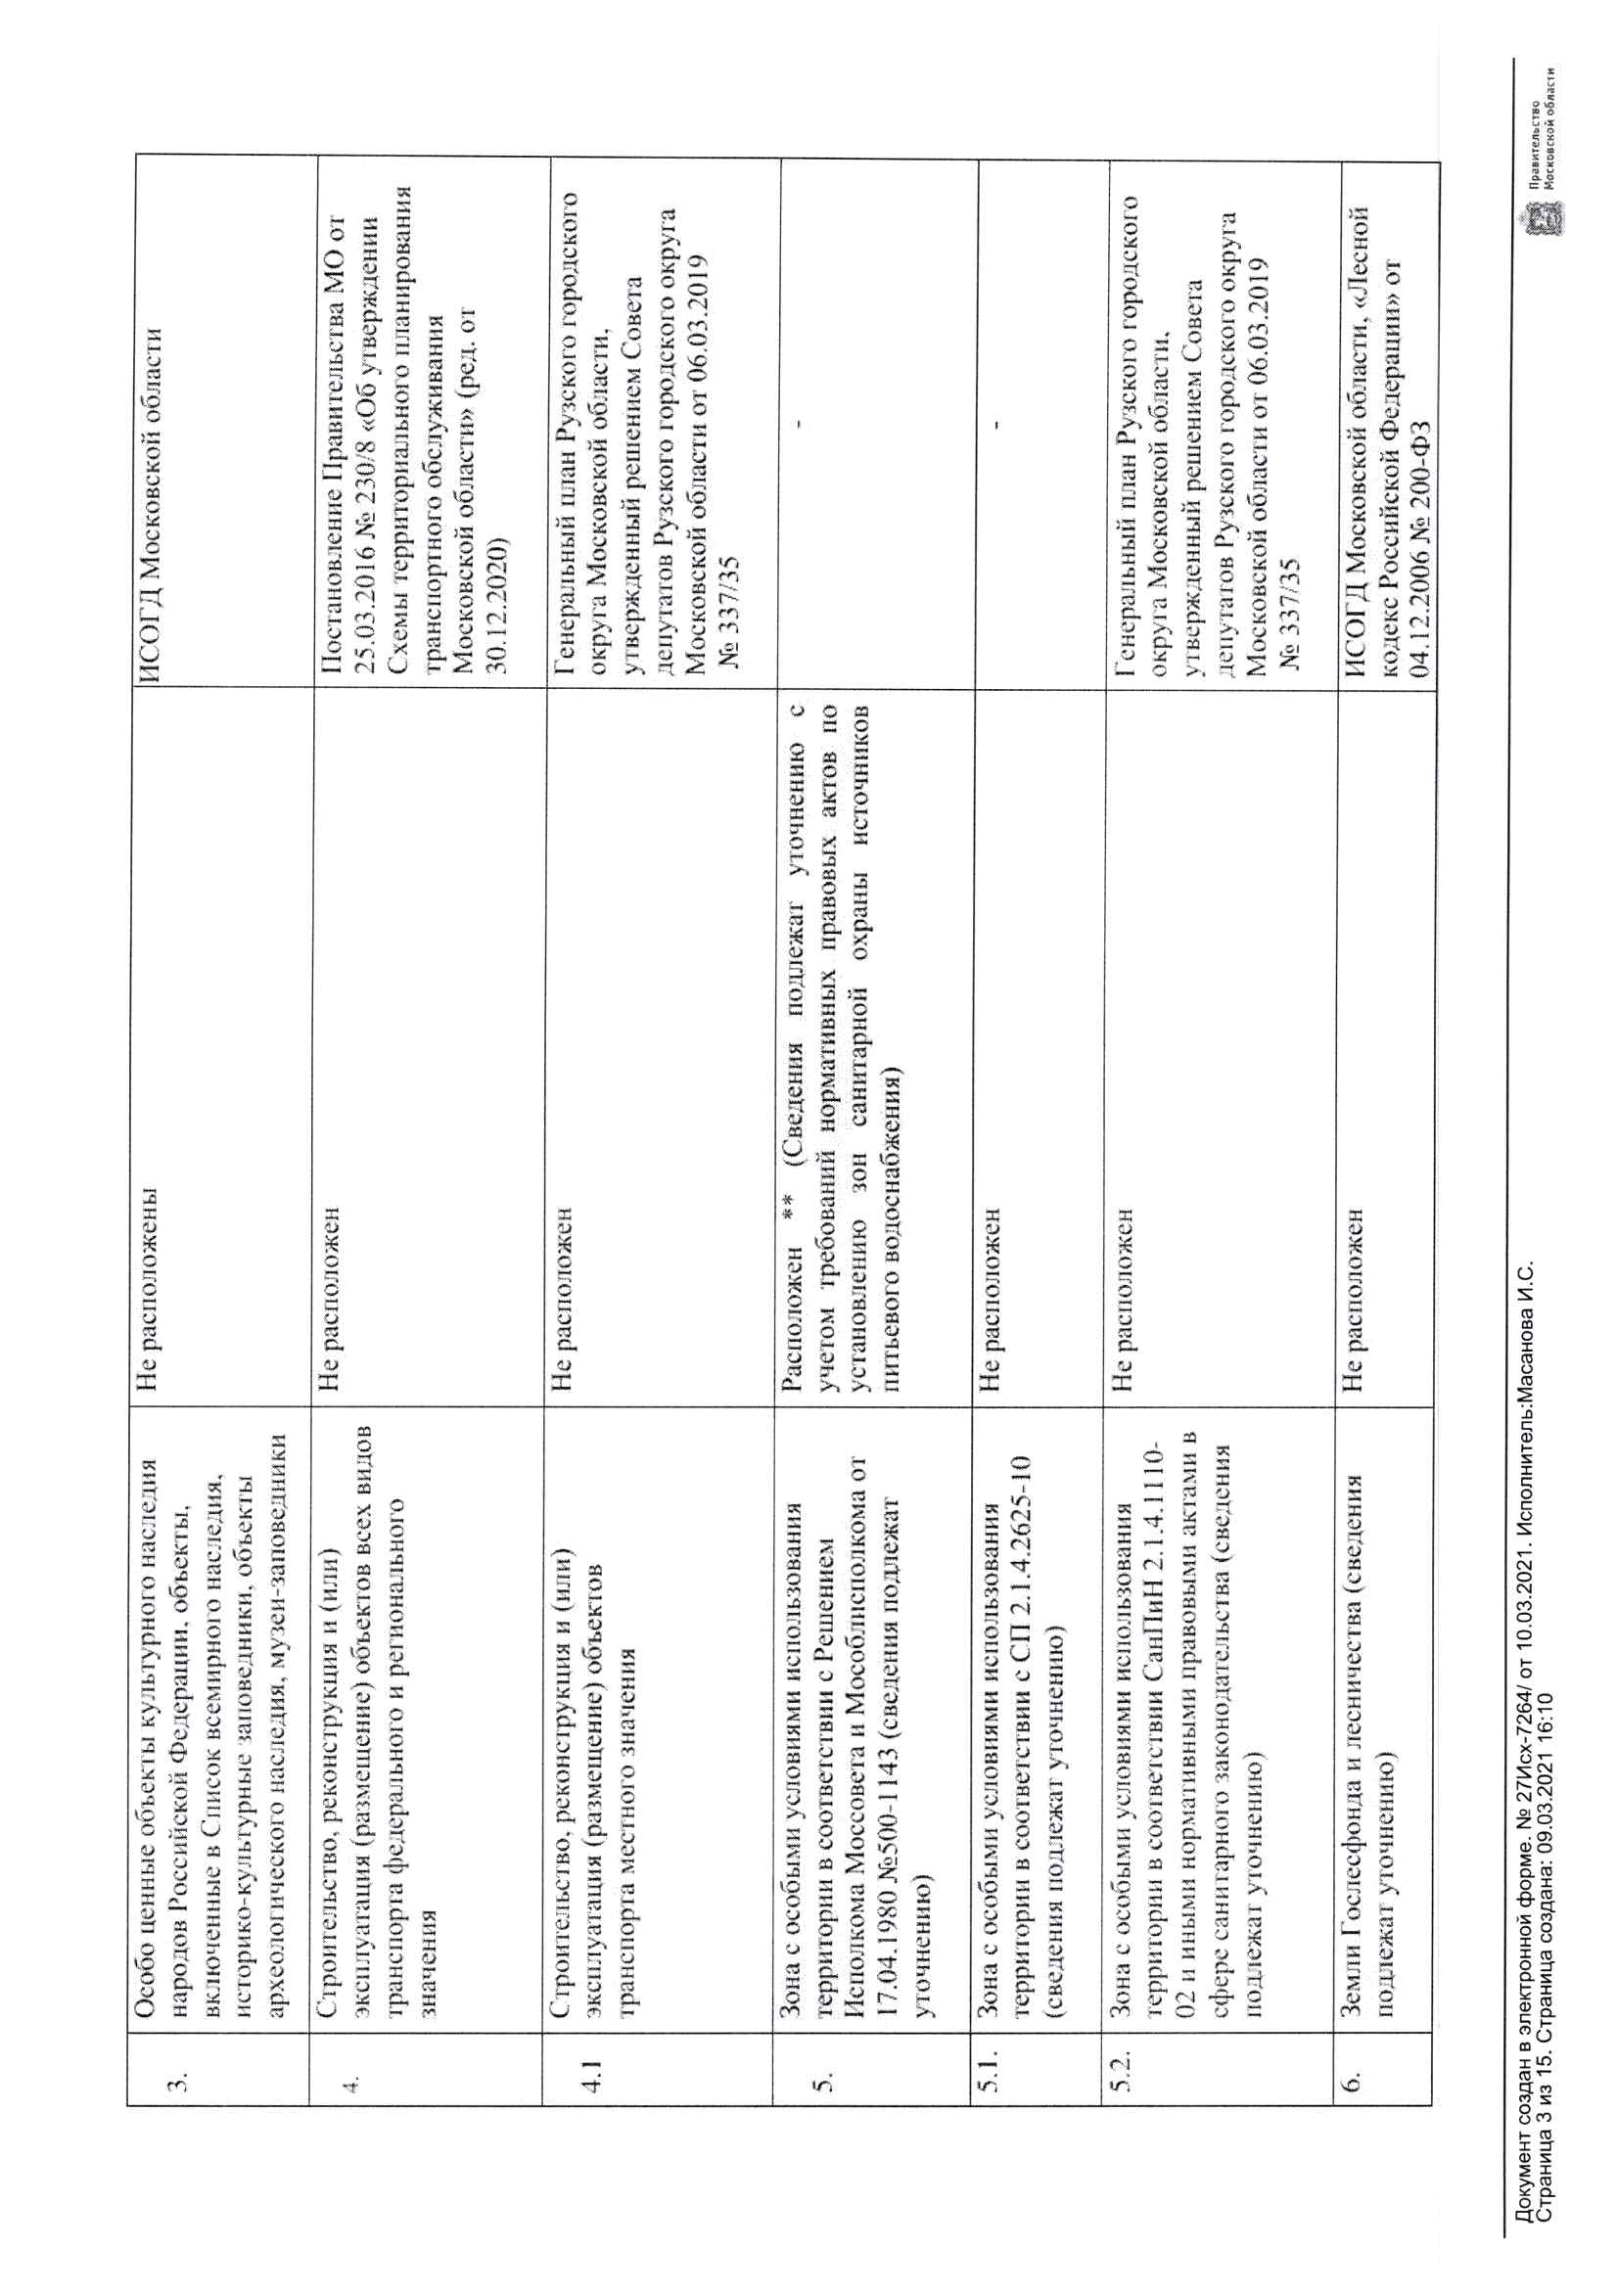 3.
Особо ценные объекты культурного наследия
народов Российской Федерации, объекты,
включенные в Список всемирного наследия,
историко-культурные заповедники, объекты
археологического наследия, музеи-заповедники
Не расположены
ИСОГД Московской области
4.
Строительство, реконструкция и (или)
эксплуатация (размещение) объектов всех видов
транспорта федерального и регионального
значения
Не расположен
Постановление Правительства МО от
25.03.2016 № 230/8 «Об утверждении
Схемы территориального планирования
транспортного обслуживания
Московской области» (ред. от
30.12.2020)
4.1
Строительство, реконструкция и (или)
эксплуатация (размещение) объектов
транспорта местного значения
Не расположен
Генеральный план Рузского городского
округа Московской области,
утвержденный решением Совета
депутатов Рузского городского округа
Московской области от 06.03.2019
№ 337/35
5.
Зона с особыми условиями использования
территории в соответствии с Решением
Исполкома Моссовета и Мособлисполкома от
17.04.1980 №500-1143 (сведения подлежат
уточнению)
Расположен ** (Сведения подлежат уточнению с
учетом требований нормативных правовых актов по
установлению зон санитарной охраны источников
питьевого водоснабжения)
-
5.1.
Зона с особыми условиями использования
территории в соответствии с СП 2.1.4.2625-10
(сведения подлежат уточнению)
Не расположен
-
5.2.
Зона с особыми условиями использования
территории в соответствии СанПиН 2.1.4.1110-
02 и иными нормативными правовыми актами в
сфере санитарного законодательства (сведения
подлежат уточнению)
Не расположен
Генеральный план Рузского городского
округа Московской области,
утвержденный решением Совета
депутатов Рузского городского округа
Московской области от 06.03.2019
№ 337/35
6.
Земли Гослесфонда и лесничества (сведения
подлежат уточнению)
Не расположен
ИСОГД Московской области, «Лесной
кодекс Российской Федерации» от
04.12.2006 № 200-ФЗ
Документ создан в электронной форме. № 27Исх-7264/ от 10.03.2021. Исполнитель:Масанова И.С.
Страница 3 из 15. Страница создана: 09.03.2021 16:10
Правительство
Московской области